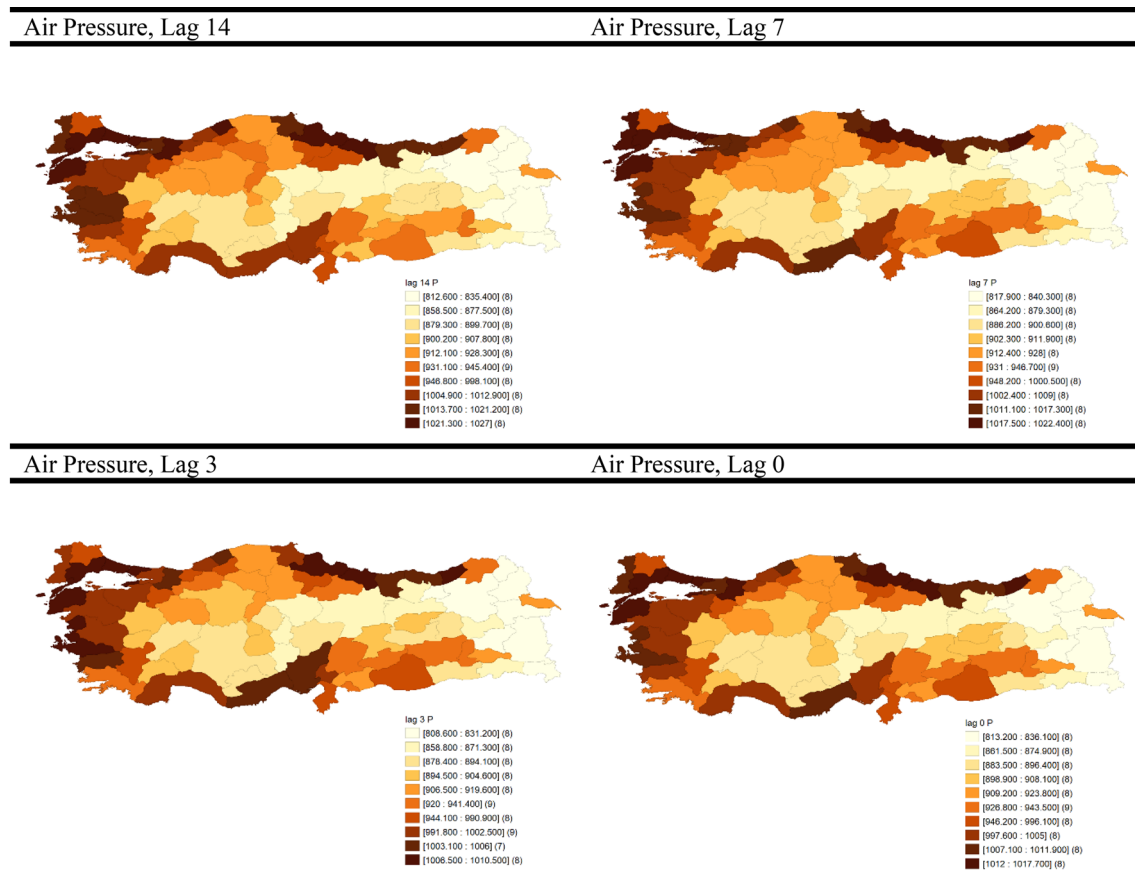 Air Pressure, Lag 14
Air Pressure, Lag 7
lag 14 P
[812.600 : 835.400] (8)
[858.500 : 877.500] (8)
[879.300 : 899.700] (8)
[900.200 : 907.800] (8)
[912.100 : 928.300] (8)
[931.100 : 945.400] (9)
[946.800 : 998.100] (8)
[1004.900 : 1012.900] (8)
[1013.700 : 1021.200] (8)
[1021.300 : 1027] (8)
lag 7 P
[817.900 : 840.300] (8)
[864.200 : 879.300] (8)
[886.200 : 900.600] (8)
[902.300 : 911.900] (8)
[912.400 : 928] (8)
[931 : 946.700] (9)
[948.200 : 1000.500] (8)
[1002.400 : 1009] (8)
[1011.100 : 1017.300] (8)
[1017.500 : 1022.400] (8)
Air Pressure, Lag 3
Air Pressure, Lag 0
lag 3 P
[808.600 : 831.200] (8)
[858.800 : 871.300] (8)
[878.400 : 894.100] (8)
[894.500 : 904.600] (8)
[906.500 : 919.600] (8)
[920 : 941.400] (9)
[944.100 : 990.900] (8)
[991.800 : 1002.500] (9)
[1003.100 : 1006] (7)
[1006.500 : 1010.500] (8)
lag 0 P
[813.200 : 836.100] (8)
[861.500 : 874.900] (8)
[883.500 : 896.400] (8)
[898.900 : 908.100] (8)
[909.200 : 923.800] (8)
[926.800 : 943.500] (9)
[946.200 : 996.100] (8)
[997.600 : 1005] (8)
[1007.100 : 1011.900] (8)
[1012 : 1017.700] (8)